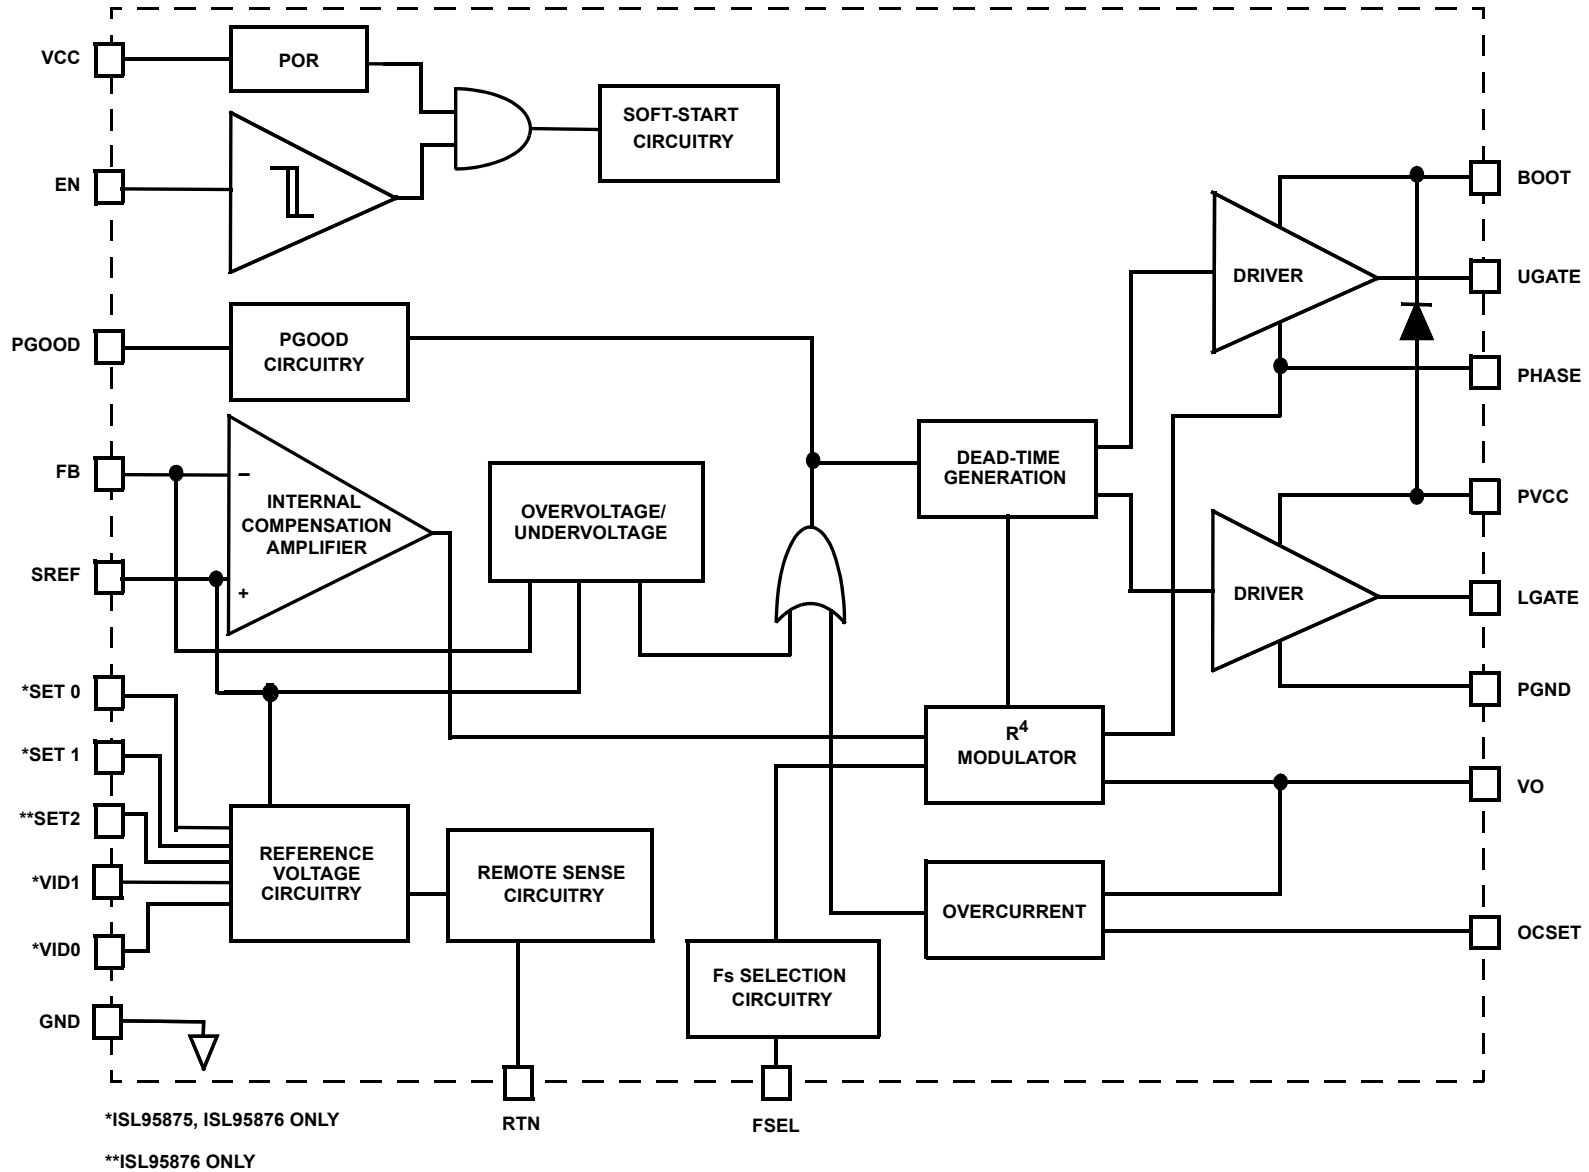 VCC
POR
SOFT-START
CIRCUITRY
EN
BOOT
DRIVER
UGATE
PGOOD
PGOOD
CIRCUITRY
PHASE
FB
−
INTERNAL
COMPENSATION
AMPLIFIER
+
OVERVOLTAGE/
UNDERVOLTAGE
DEAD-TIME
GENERATION
PVCC
SREF
DRIVER
LGATE
*SET 0
PGND
*SET 1
R4
MODULATOR
VO
**SET2
*VID1
REFERENCE
VOLTAGE
CIRCUITRY
REMOTE SENSE
CIRCUITRY
OVERCURRENT
OCSET
*VID0
Fs SELECTION
CIRCUITRY
GND
RTN
FSEL
*ISL95875, ISL95876 ONLY
**ISL95876 ONLY